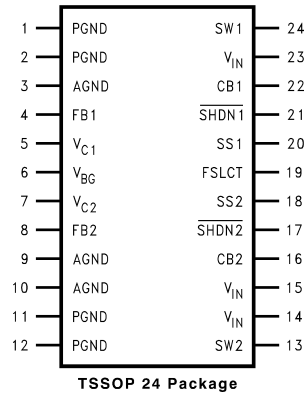 1 PGND SW1 24
2 PGND V_IN 23
3 AGND CB1 22
4 FB1 S̅H̅D̅N̅1̅ 21
5 V_C1 SS1 20
6 V_BG FSLCT 19
7 V_C2 SS2 18
8 FB2 S̅H̅D̅N̅2̅ 17
9 AGND CB2 16
10 AGND V_IN 15
11 PGND V_IN 14
12 PGND SW2 13
TSSOP 24 Package